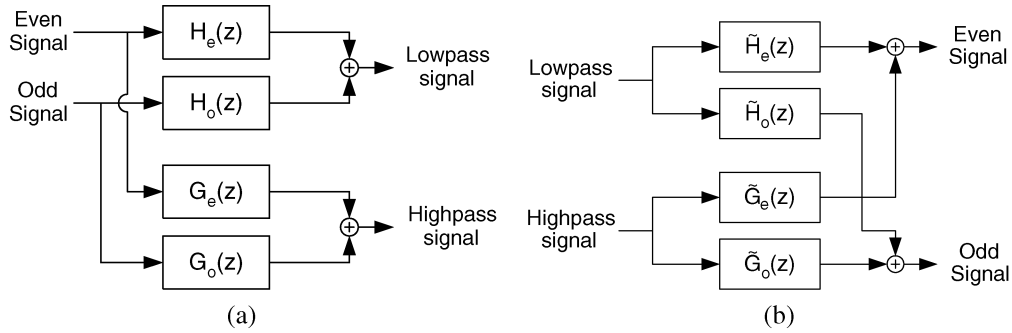 Even
Signal
H_e(z)
Lowpass
signal
Odd
Signal
H_o(z)
G_e(z)
Highpass
signal
G_o(z)
(a)
Even
Signal
H̃_e(z)
Lowpass
signal
H̃_o(z)
G̃_e(z)
Highpass
signal
G̃_o(z)
Odd
Signal
(b)